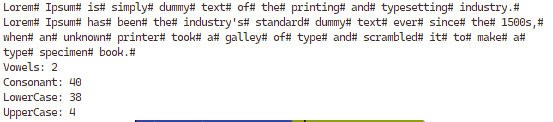 Lorem# Ipsum# is# simply# dummy# text# of# the# printing# and# typesetting# industry.#
Lorem# Ipsum# has# been# the# industry's# standard# dummy# text# ever# since# the# 1500s,#
when# an# unknown# printer# took# a# galley# of# type# and# scrambled# it# to# make# a#
type# specimen# book.#
Vowels: 2
Consonant: 40
LowerCase: 38
UpperCase: 4